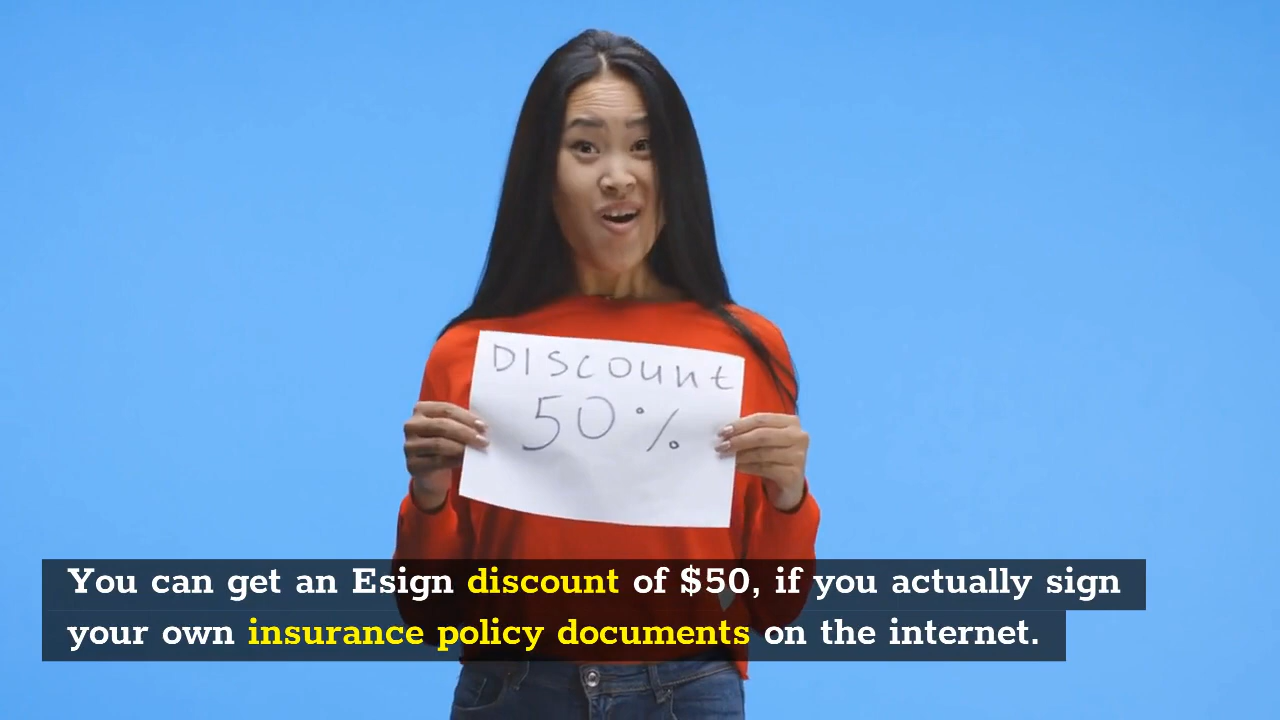 DISCOUNT
50%
You can get an Esign discount of $50, if you actually sign
your own insurance policy documents on the internet.